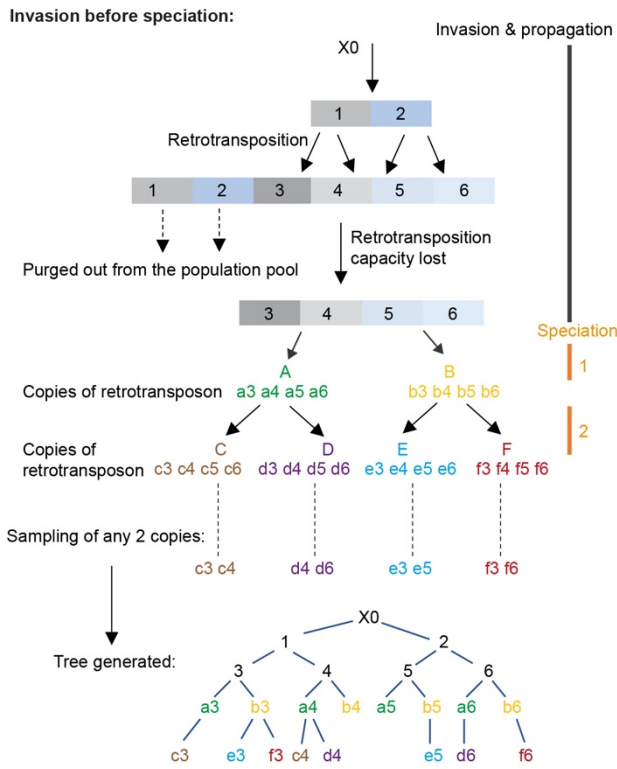 Invasion before speciation:
Invasion & propagation
X0
1 2
Retrotransposition
1 2 3 4 5 6
Retrotransposition
capacity lost
Purged out from the population pool
3 4 5 6
Speciation
1
A B
Copies of retrotransposon a3 a4 a5 a6 b3 b4 b5 b6
2
Copies of
retrotransposon
C D E F
c3 c4 c5 c6 d3 d4 d5 d6 e3 e4 e5 e6 f3 f4 f5 f6
Sampling of any 2 copies:
c3 c4 d4 d6 e3 e5 f3 f6
X0
1 2
Tree generated:
3 4 5 6
a3 b3 a4 b4 a5 b5 a6 b6
c3 e3 f3 c4 d4 e5 d6 f6